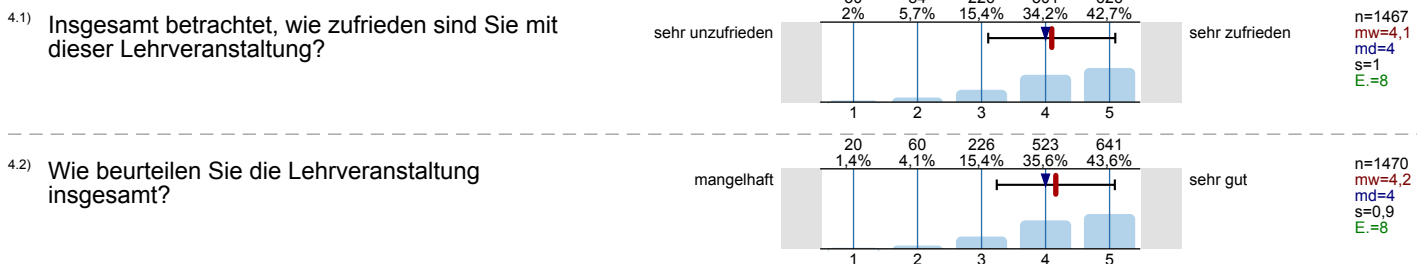 4.1) Insgesamt betrachtet, wie zufrieden sind Sie mit
dieser Lehrveranstaltung?
sehr unzufrieden
2% 5,7% 15,4% 34,2% 42,7%
1 2 3 4 5
sehr zufrieden
n=1467
mw=4,1
md=4
s=1
E.=8
4.2) Wie beurteilen Sie die Lehrveranstaltung
insgesamt?
mangelhaft
20 60 226 523 641
1,4% 4,1% 15,4% 35,6% 43,6%
1 2 3 4 5
sehr gut
n=1470
mw=4,2
md=4
s=0,9
E.=8